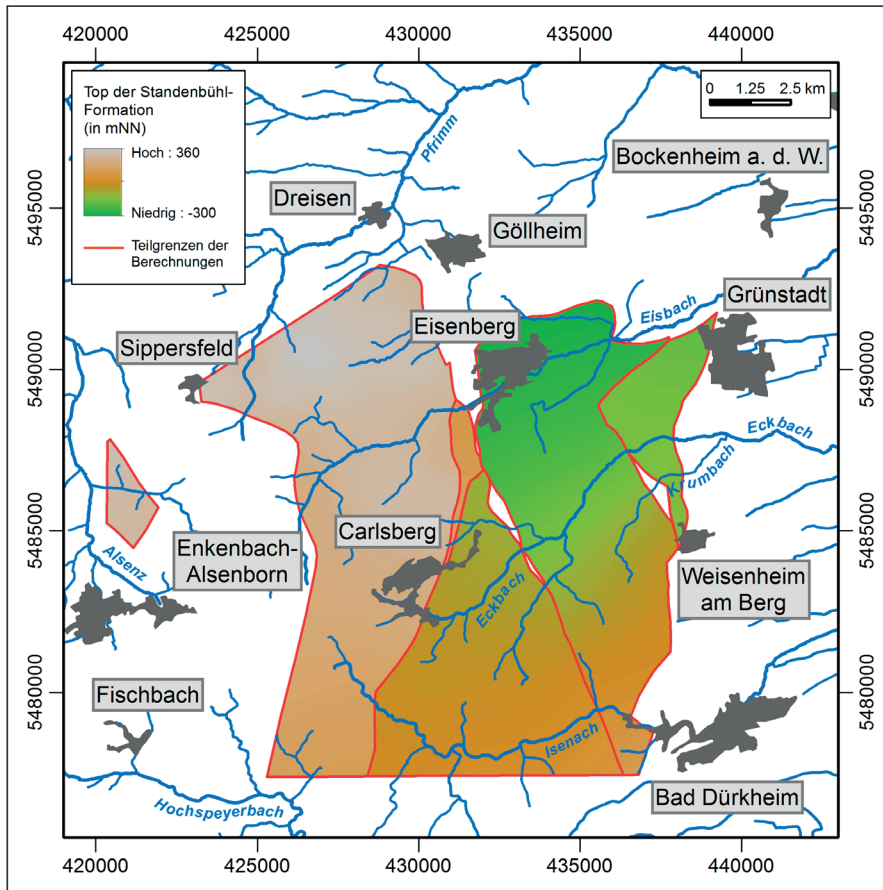 420000 425000 430000 435000 440000
Top der Standenbühl-
Formation
(in mNN)
Hoch : 360
Niedrig : -300
Teilgrenzen der
Berechnungen
0 1.25 2.5 km
Pfrimm
Bockenheim a. d. W.
5495000
5495000
Dreisen
Göllheim
Grünstadt
Eisbach
Eisenberg
Sippersfeld
5490000
5490000
Eckbach
Krumbach
5485000
5485000
Carlsberg
Enkenbach-
Alsenborn
Alsenz
Weisenheim
am Berg
Eckbach
5480000
5480000
Fischbach
Isenach
Bad Dürkheim
Hochspeyerbach
420000 425000 430000 435000 440000